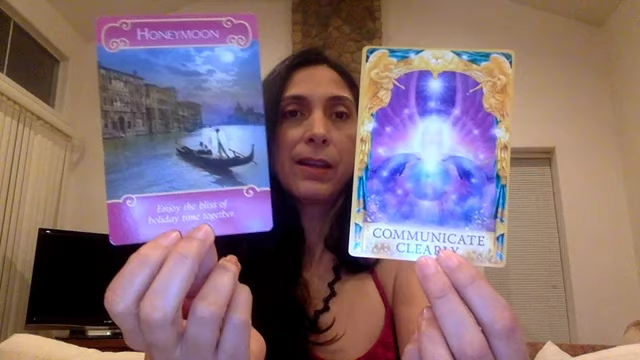 HONEYMOON
Enjoy the bliss of
holiday time together.
COMMUNICATE
CLEARLY